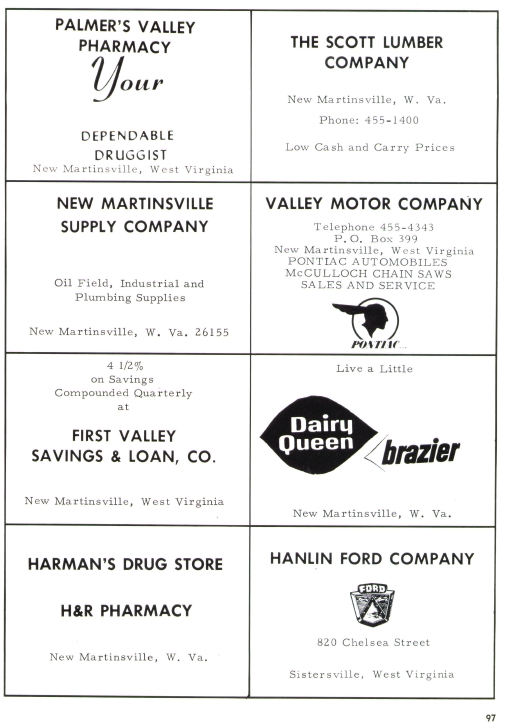 PALMER'S VALLEY
PHARMACY
Your
DEPENDABLE
DRUGGIST
New Martinsville, West Virginia
THE SCOTT LUMBER
COMPANY
New Martinsville, W. Va.
Phone: 455-1400
Low Cash and Carry Prices
NEW MARTINSVILLE
SUPPLY COMPANY
Oil Field, Industrial and
Plumbing Supplies
New Martinsville, W. Va. 26155
VALLEY MOTOR COMPANY
Telephone 455-4343
P.O. Box 399
New Martinsville, West Virginia
PONTIAC AUTOMOBILES
McCULLOCH CHAIN SAWS
SALES AND SERVICE
PONTIAC
4 1/2%
on Savings
Compounded Quarterly
at
FIRST VALLEY
SAVINGS & LOAN, CO.
New Martinsville, West Virginia
Live a Little
Dairy
Queen
brazier
New Martinsville, W. Va.
HARMAN'S DRUG STORE
H&R PHARMACY
New Martinsville, W. Va.
HANLIN FORD COMPANY
FORD
820 Chelsea Street
Sistersville, West Virginia
97